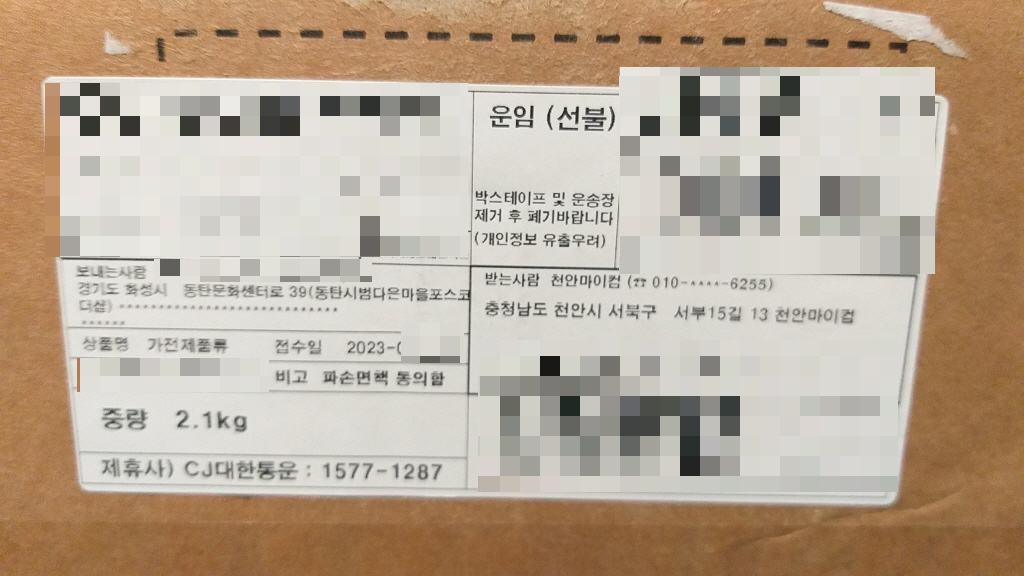 운임 (선불)
박스테이프 및 운송장
제거 후 폐기바랍니다
(개인정보 유출우려)
보내는사람
경기도 화성시 동탄문화센터로 39(동탄시범다은마을포스코
더샵) ****************************
******
받는사람 천안마이컴 (☎ 010-****-6255)
충청남도 천안시 서북구 서부15길 13 천안마이컴
상품명 가전제품류 접수일 2023-0
비고 파손면책 동의함
중량 2.1kg
제휴사) CJ대한통운 : 1577-1287